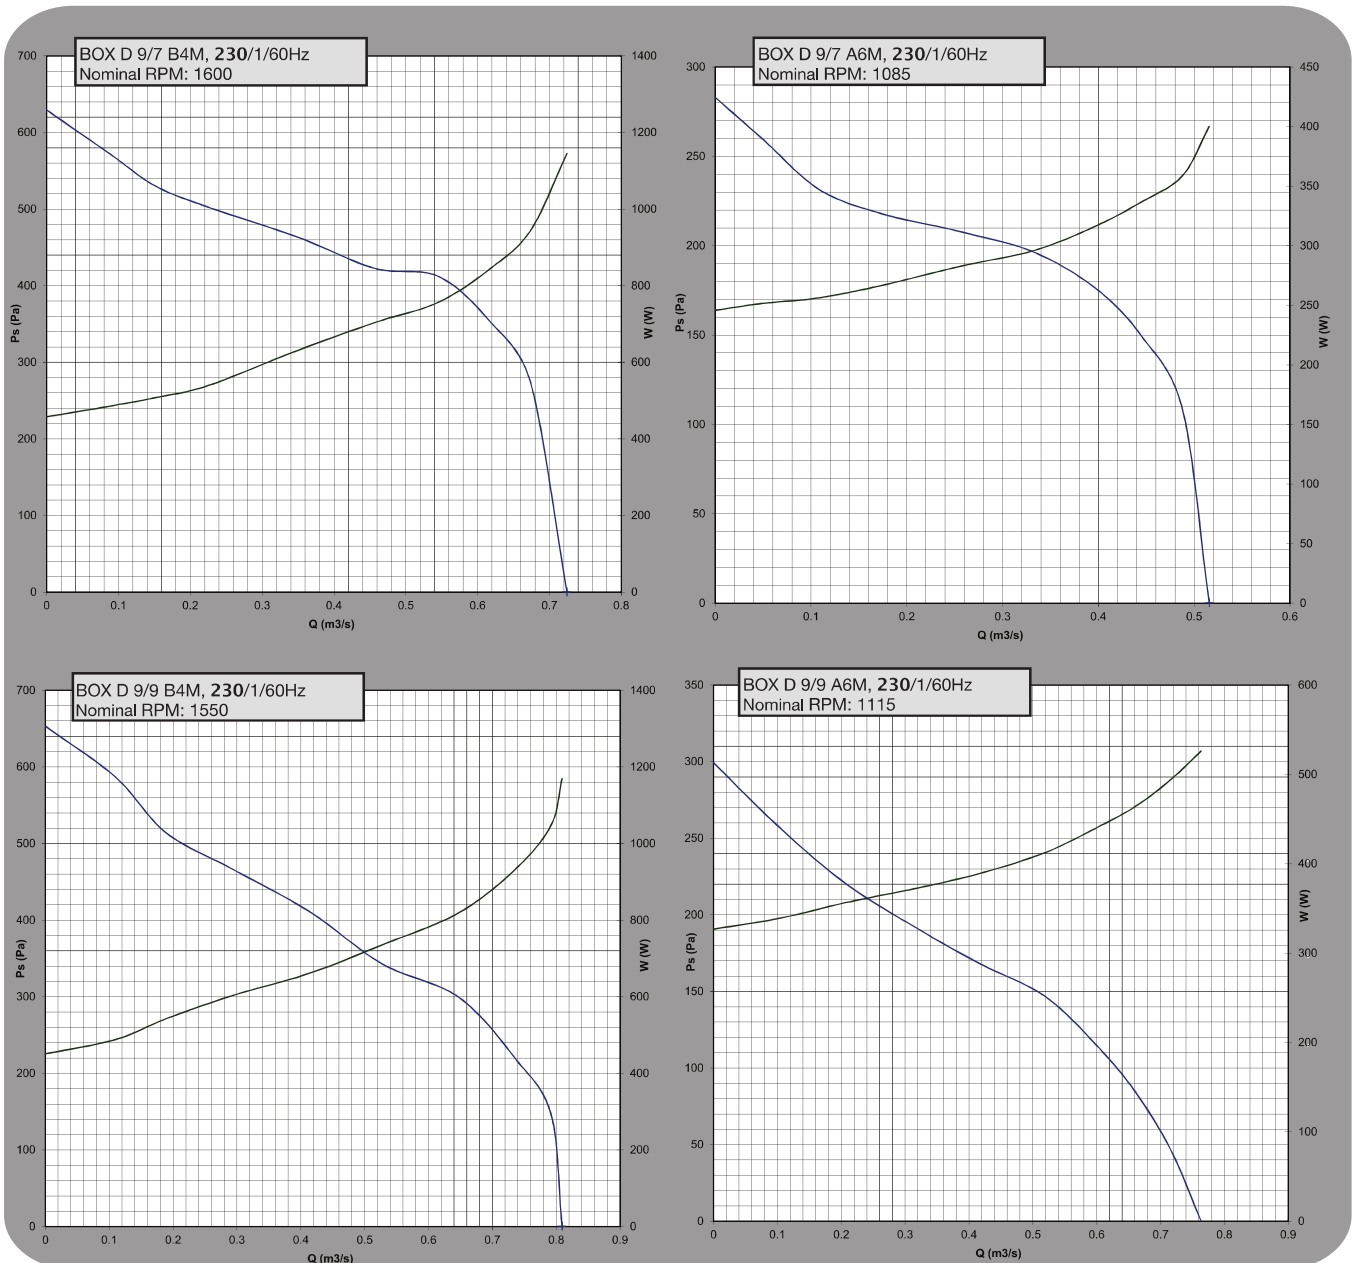 BOX D 9/7 B4M, 230/1/60Hz
Nominal RPM: 1600
700
600
500
400
300
200
100
0
Ps (Pa)
1400
1200
1000
800
600
400
200
0
W (W)
0 0.1 0.2 0.3 0.4 0.5 0.6 0.7 0.8
Q (m3/s)
BOX D 9/7 A6M, 230/1/60Hz
Nominal RPM: 1085
300
250
200
150
100
50
0
Ps (Pa)
450
400
350
300
250
200
150
100
50
0
W (W)
0 0.1 0.2 0.3 0.4 0.5 0.6
Q (m3/s)
BOX D 9/9 B4M, 230/1/60Hz
Nominal RPM: 1550
700
600
500
400
300
200
100
0
Ps (Pa)
1400
1200
1000
800
600
400
200
0
W (W)
0 0.1 0.2 0.3 0.4 0.5 0.6 0.7 0.8 0.9
Q (m3/s)
BOX D 9/9 A6M, 230/1/60Hz
Nominal RPM: 1115
350
300
250
200
150
100
50
0
Ps (Pa)
600
500
400
300
200
100
0
W (W)
0 0.1 0.2 0.3 0.4 0.5 0.6 0.7 0.8 0.9
Q (m3/s)